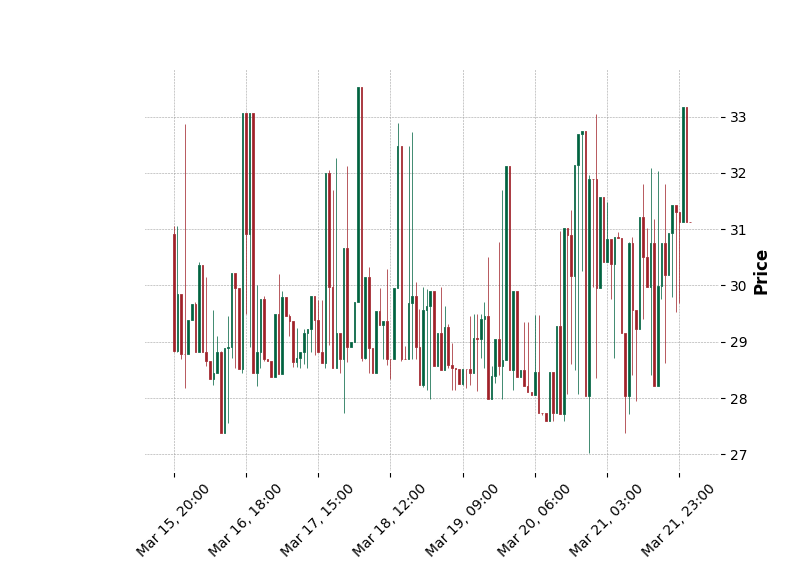 33
32
31
30
29
28
27
Price
Mar 15, 20:00
Mar 16, 18:00
Mar 17, 15:00
Mar 18, 12:00
Mar 19, 09:00
Mar 20, 06:00
Mar 21, 03:00
Mar 21, 23:00